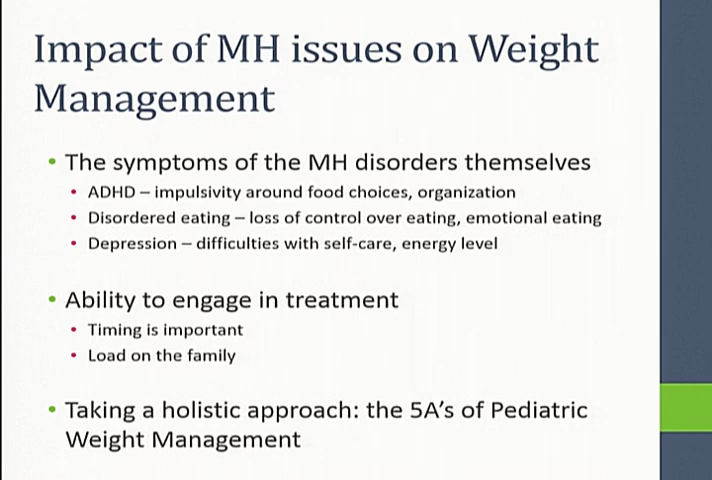 Impact of MH issues on Weight
Management
• The symptoms of the MH disorders themselves
• ADHD – impulsivity around food choices, organization
• Disordered eating – loss of control over eating, emotional eating
• Depression – difficulties with self-care, energy level
• Ability to engage in treatment
• Timing is important
• Load on the family
• Taking a holistic approach: the 5A’s of Pediatric
Weight Management